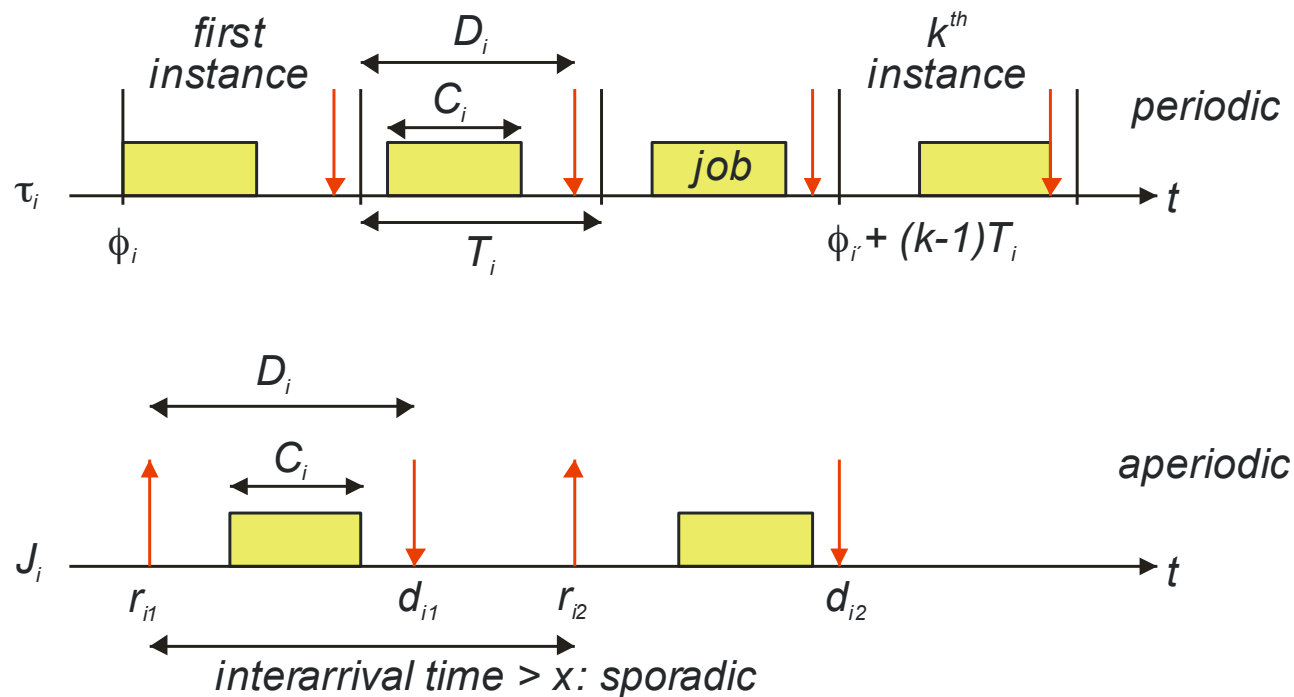 first
instance
D_i
k^th
instance
C_i
periodic
job
τ_i
t
ϕ_i
T_i
ϕ_i + (k-1)T_i
D_i
C_i
aperiodic
J_i
t
r_i1
d_i1
r_i2
d_i2
interarrival time > x: sporadic